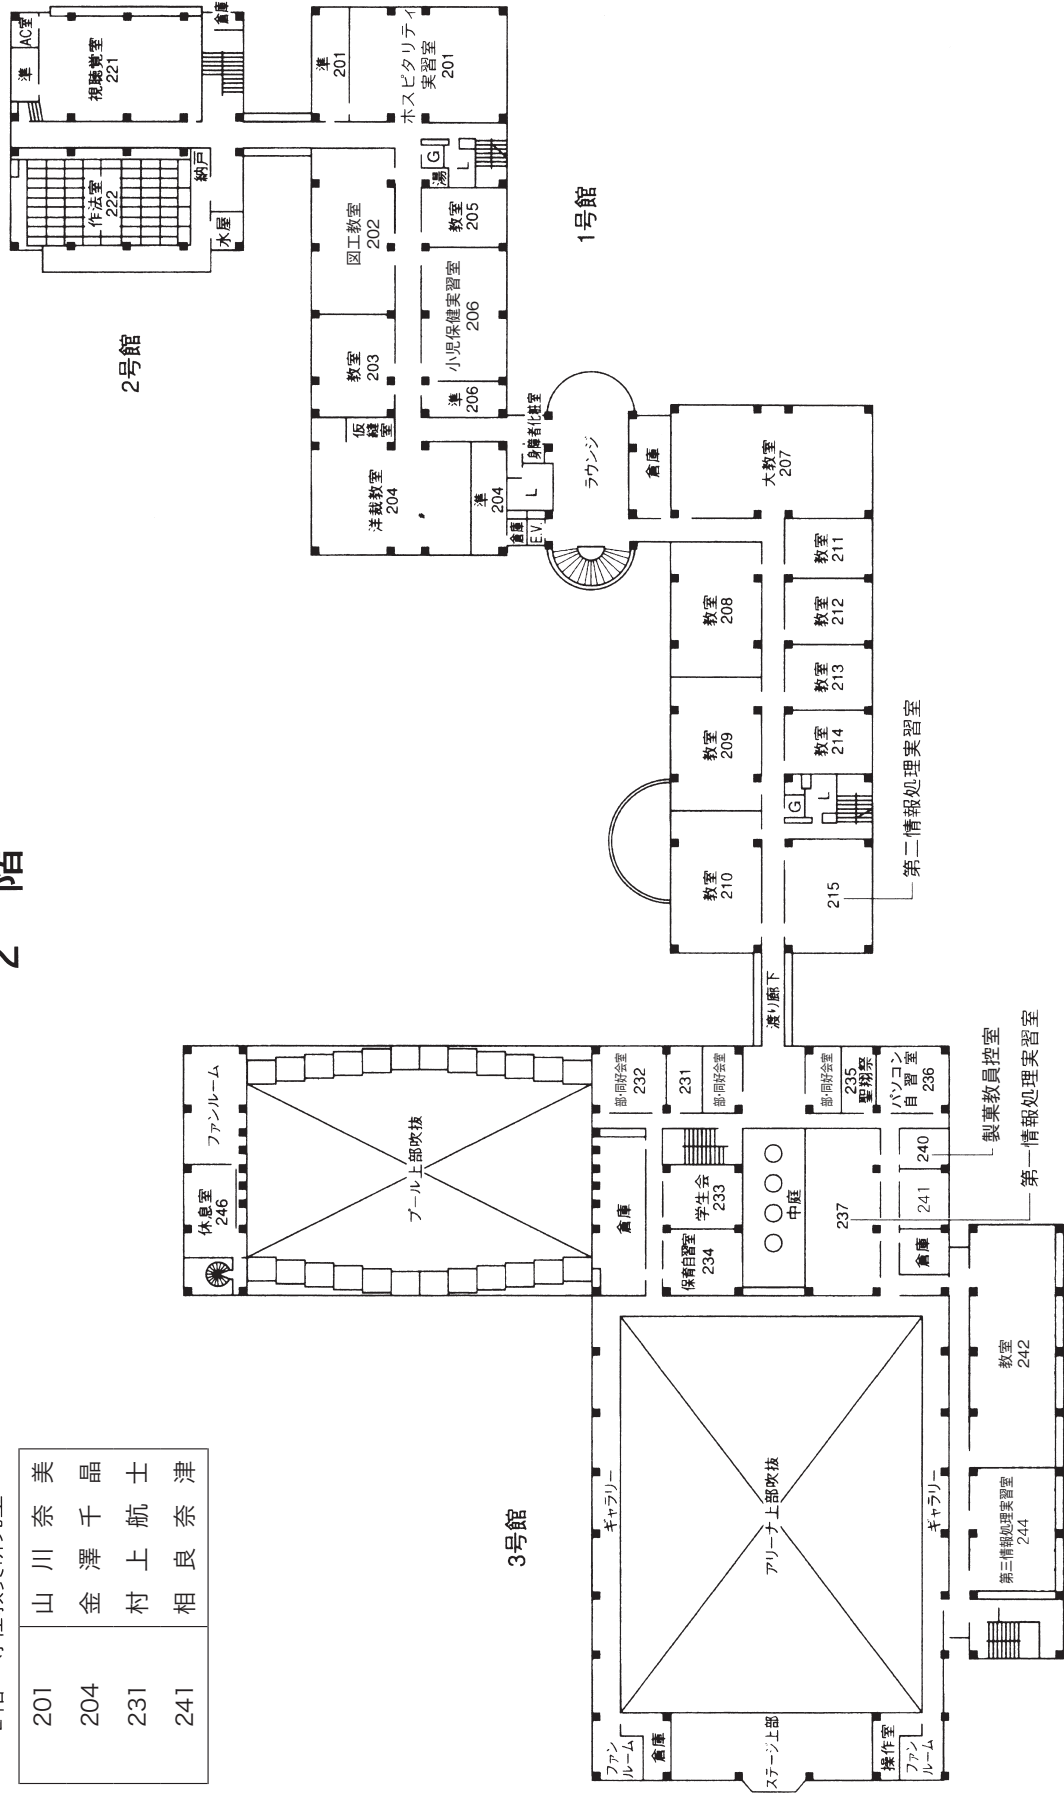 2 階
2階 専任教員研究室
201 山川奈美
204 金澤千晶
231 村上航士
241 相良奈津
2号館
AC室
準
視聴覚室
221
倉庫
作法室
222
納戸
水屋
1号館
準
201
ホスピタリティ
実習室
201
G
湯
L
図工教室
202
教室
205
教室
203
小児保健実習室
206
準
206
仮縫室
洋裁教室
204
準
204
身障者化粧室
L
倉庫
E.V.
ラウンジ
倉庫
大教室
207
教室
208
教室
209
教室
210
教室
211
教室
212
教室
213
教室
214
G
L
215
第二情報処理実習室
渡り廊下
3号館
ファンルーム
休息室
246
プール上部吹抜
部・同好会室
232
231
部・同好会室
部・同好会室
235
聖翔祭
パソコン
自習室
236
倉庫
学生会
233
保育自習室
234
中庭
237
第一情報処理実習室
240
製菓教員控室
241
倉庫
ギャラリー
アリーナ上部吹抜
ギャラリー
教室
242
第三情報処理実習室
244
ファン
ルーム
倉庫
ステージ上部
操作室
ファン
ルーム